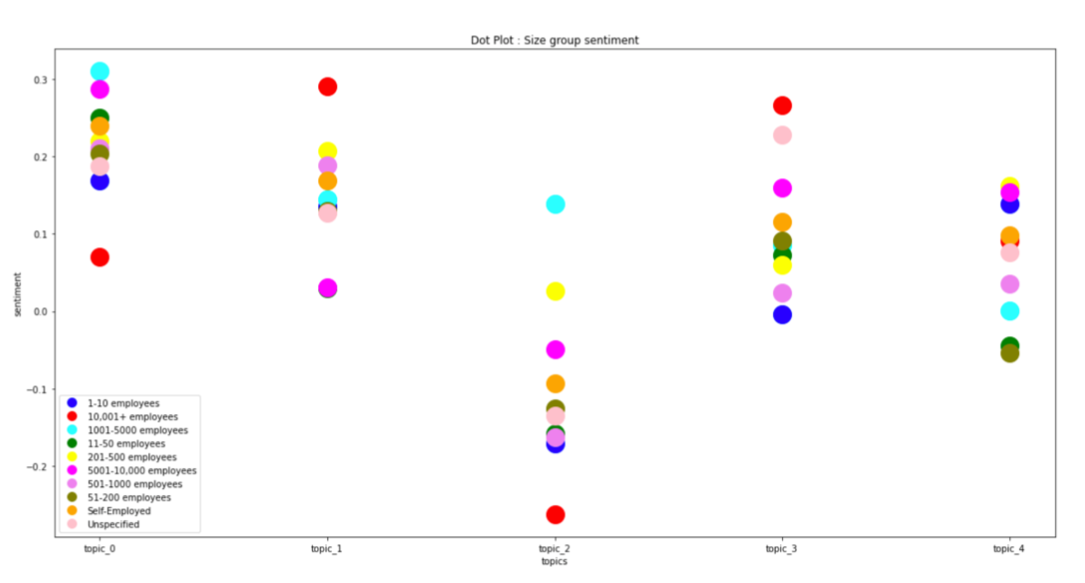 Dot Plot : Size group sentiment
0.3
0.2
0.1
0.0
−0.1
−0.2
sentiment
1-10 employees
10,001+ employees
1001-5000 employees
11-50 employees
201-500 employees
5001-10,000 employees
501-1000 employees
51-200 employees
Self-Employed
Unspecified
topic_0 topic_1 topic_2 topic_3 topic_4
topics